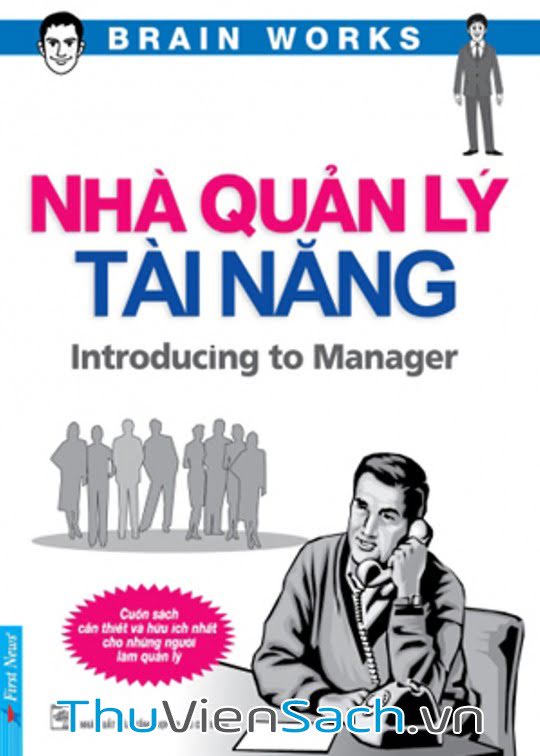 BRAIN WORKS
NHÀ QUẢN LÝ
TÀI NĂNG
Introducing to Manager
Cuốn sách
cần thiết và hữu ích nhất
cho những người
làm quản lý
First News
ThuVienSach.vn